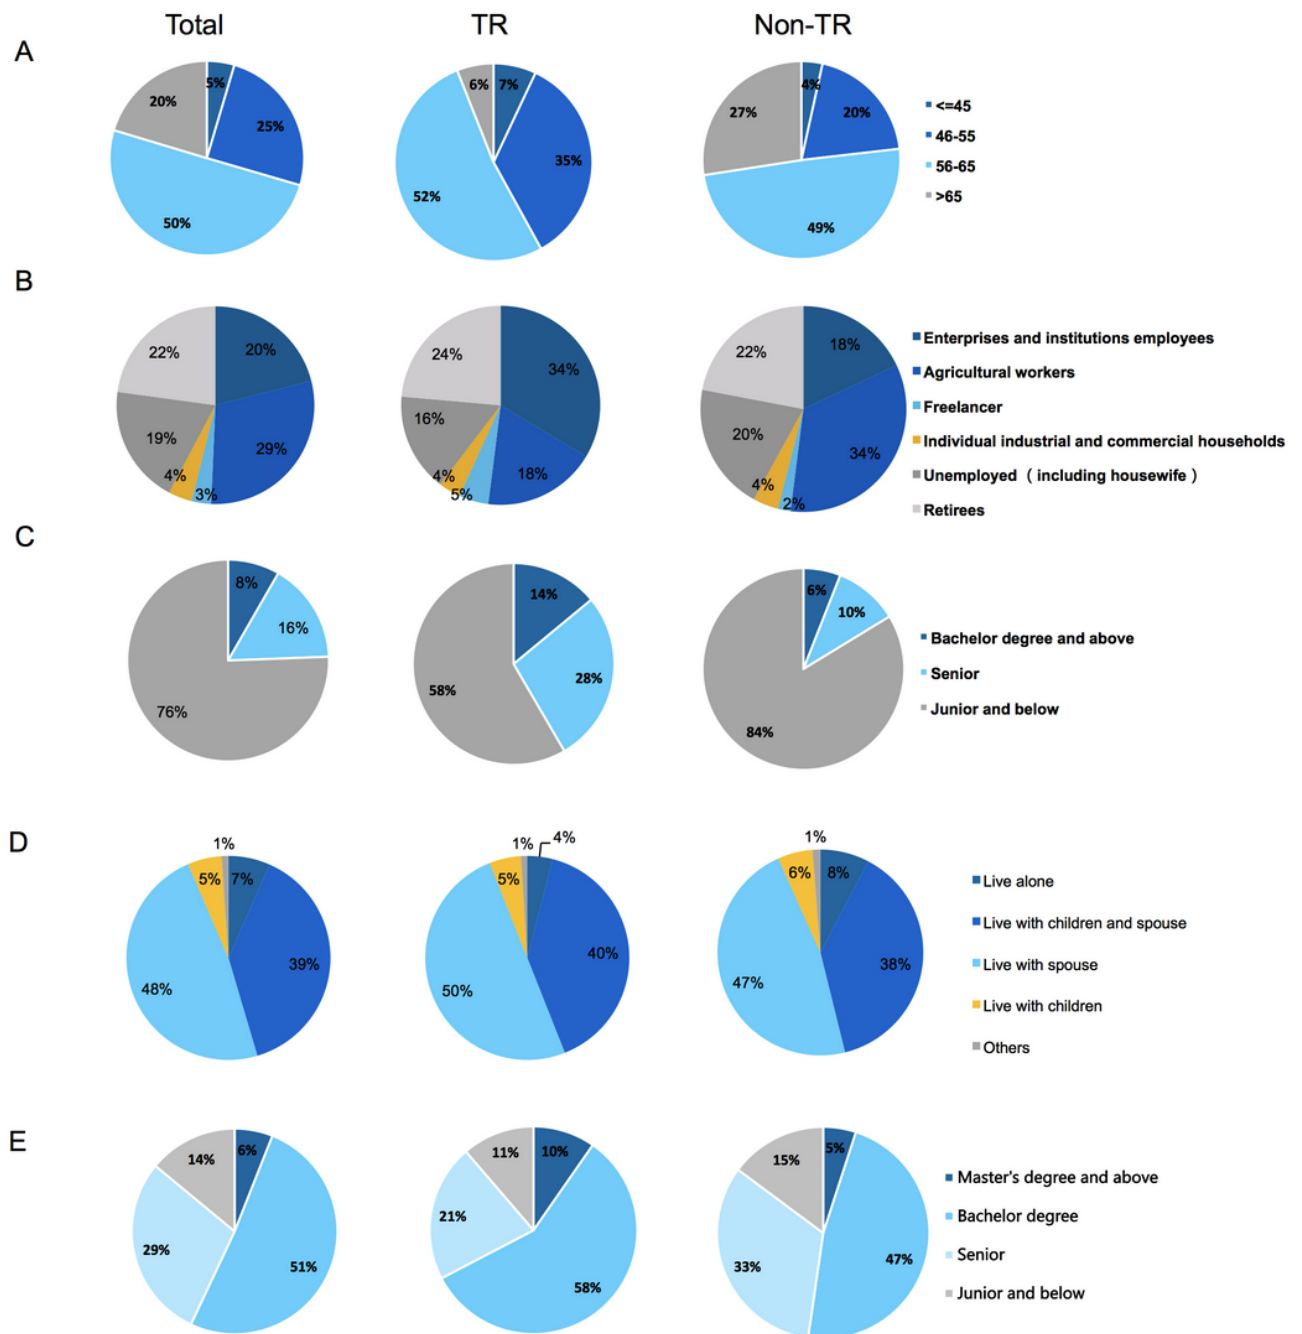 Total TR Non-TR
A
5% 25% 50% 20%
7% 35% 52% 6%
4% 20% 49% 27%
<=45
46-55
56-65
>65
B
20% 29% 3% 4% 19% 22%
34% 18% 5% 4% 16% 24%
18% 34% 2% 4% 20% 22%
Enterprises and institutions employees
Agricultural workers
Freelancer
Individual industrial and commercial households
Unemployed（including housewife）
Retirees
C
8% 16% 76%
14% 28% 58%
6% 10% 84%
Bachelor degree and above
Senior
Junior and below
D
7% 39% 48% 5% 1%
4% 40% 50% 5% 1%
8% 38% 47% 6% 1%
Live alone
Live with children and spouse
Live with spouse
Live with children
Others
E
6% 51% 29% 14%
10% 58% 21% 11%
5% 47% 33% 15%
Master's degree and above
Bachelor degree
Senior
Junior and below